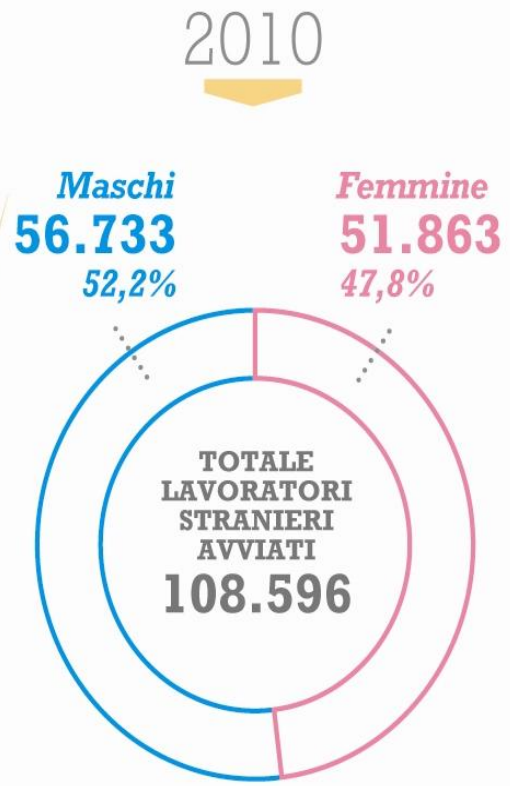 2010
Maschi
56.733
52,2%
Femmine
51.863
47,8%
TOTALE
LAVORATORI
STRANIERI
AVVIATI
108.596